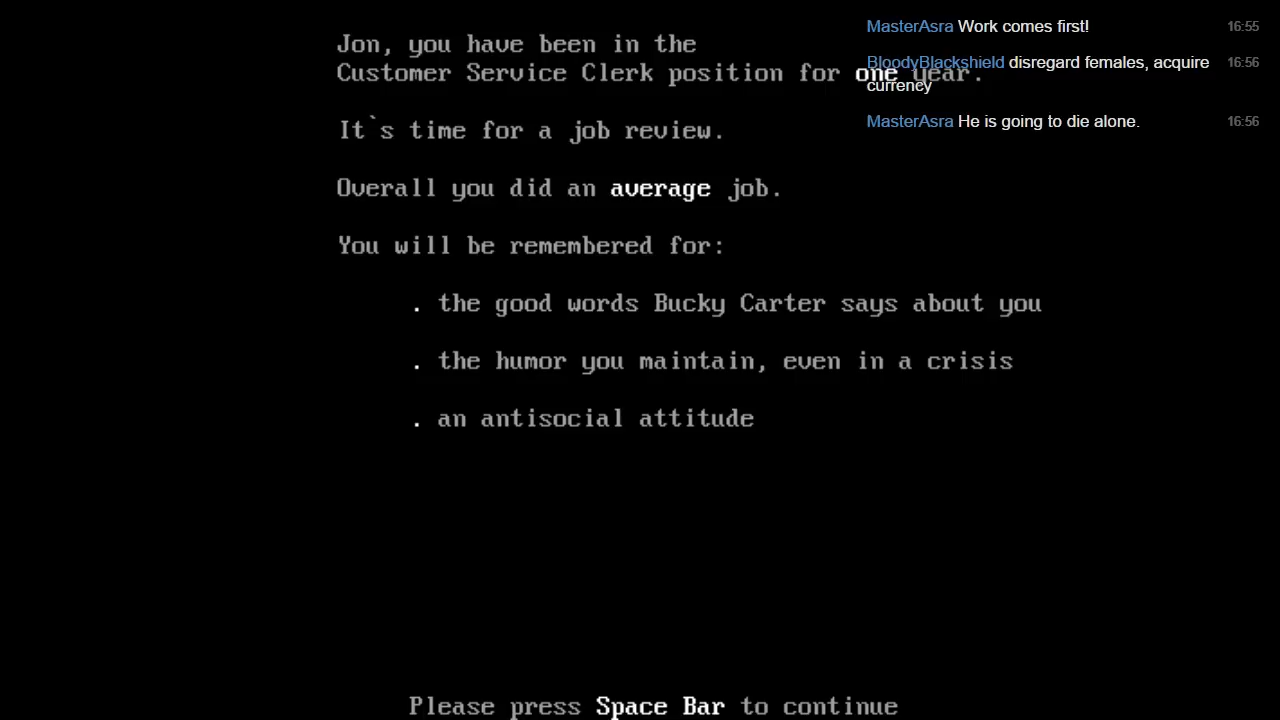 Jon, you have been in the
Customer Service Clerk position for one year.
It`s time for a job review.
Overall you did an average job.
You will be remembered for:
. the good words Bucky Carter says about you
. the humor you maintain, even in a crisis
. an antisocial attitude
Please press Space Bar to continue
MasterAsra Work comes first! 16:55
BloodyBlackshield disregard females, acquire 16:56
currency
MasterAsra He is going to die alone. 16:56